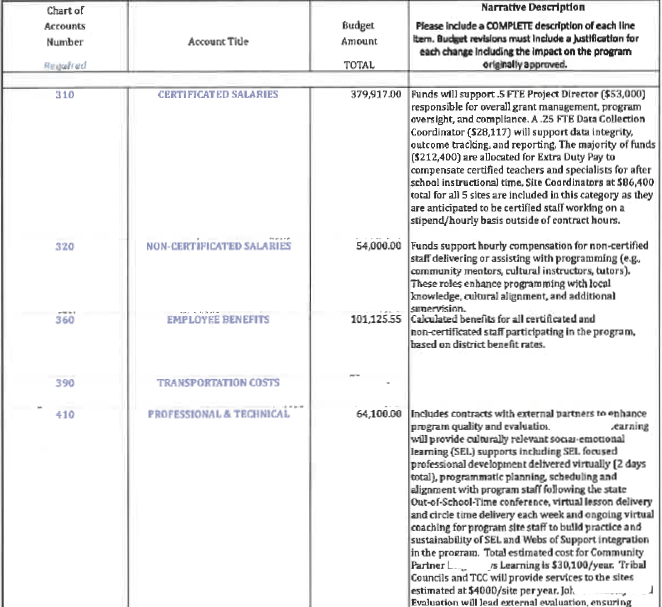 Chart of
Accounts
Number
Required
Account Title
Budget
Amount
TOTAL
Narrative Description
Please include a COMPLETE description of each line
item. Budget revisions must include a justification for
each change including the impact on the program
originally approved.
310 CERTIFICATED SALARIES 379,917.00 Funds will support .5 FTE Project Director ($53,000)
responsible for overall grant management, program
oversight, and compliance. A .25 FTE Data Collection
Coordinator ($28,117) will support data integrity,
outcome tracking, and reporting. The majority of funds
($212,400) are allocated for Extra Duty Pay to
compensate certified teachers and specialists for after
school instructional time. Site Coordinators at $86,400
total for all 5 sites are included in this category as they
are anticipated to be certified staff working on a
stipend/hourly basis outside of contract hours.
320 NON-CERTIFICATED SALARIES 54,000.00 Funds support hourly compensation for non-certified
staff delivering or assisting with programming (e.g.,
community mentors, cultural instructors, tutors).
These roles enhance programming with local
knowledge, cultural alignment, and additional
supervision.
360 EMPLOYEE BENEFITS 101,125.55 Calculated benefits for all certified and
non-certificated staff participating in the program,
based on district benefit rates.
390 TRANSPORTATION COSTS -
410 PROFESSIONAL & TECHNICAL 64,100.00 Includes contracts with external partners to enhance
program quality and evaluation. earning
will provide culturally relevant social-emotional
learning (SEL) supports including SEL focused
professional development delivered virtually (2 days
total), programmatic planning, scheduling and
alignment with program staff following the state
Out-of-School-Time conference, virtual lesson delivery
and circle time delivery each week and ongoing virtual
coaching for program site staff to build practice and
sustainability of SEL and Webs of Support integration
in the program. Total estimated cost for Community
Partner s Learning is $30,100/year. Tribal
Councils and TCC will provide services to the sites
estimated at $4000/site per year.
Evaluation will lead external evaluation, ensuring